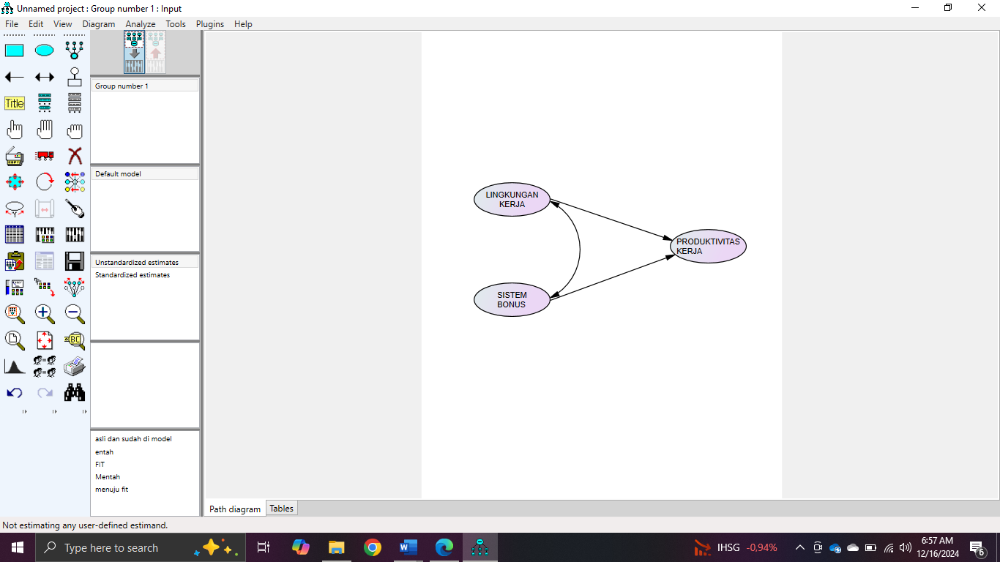 Unnamed project : Group number 1 : Input
File Edit View Diagram Analyze Tools Plugins Help
Title
Group number 1
Default model
Unstandardized estimates
Standardized estimates
asli dan sudah di model
entah
FIT
Mentah
menuju fit
LINGKUNGAN
KERJA
PRODUKTIVITAS
KERJA
SISTEM
BONUS
Path diagram Tables
Not estimating any user-defined estimand.
Type here to search
IHSG -0,94%
6:57 AM
12/16/2024
6